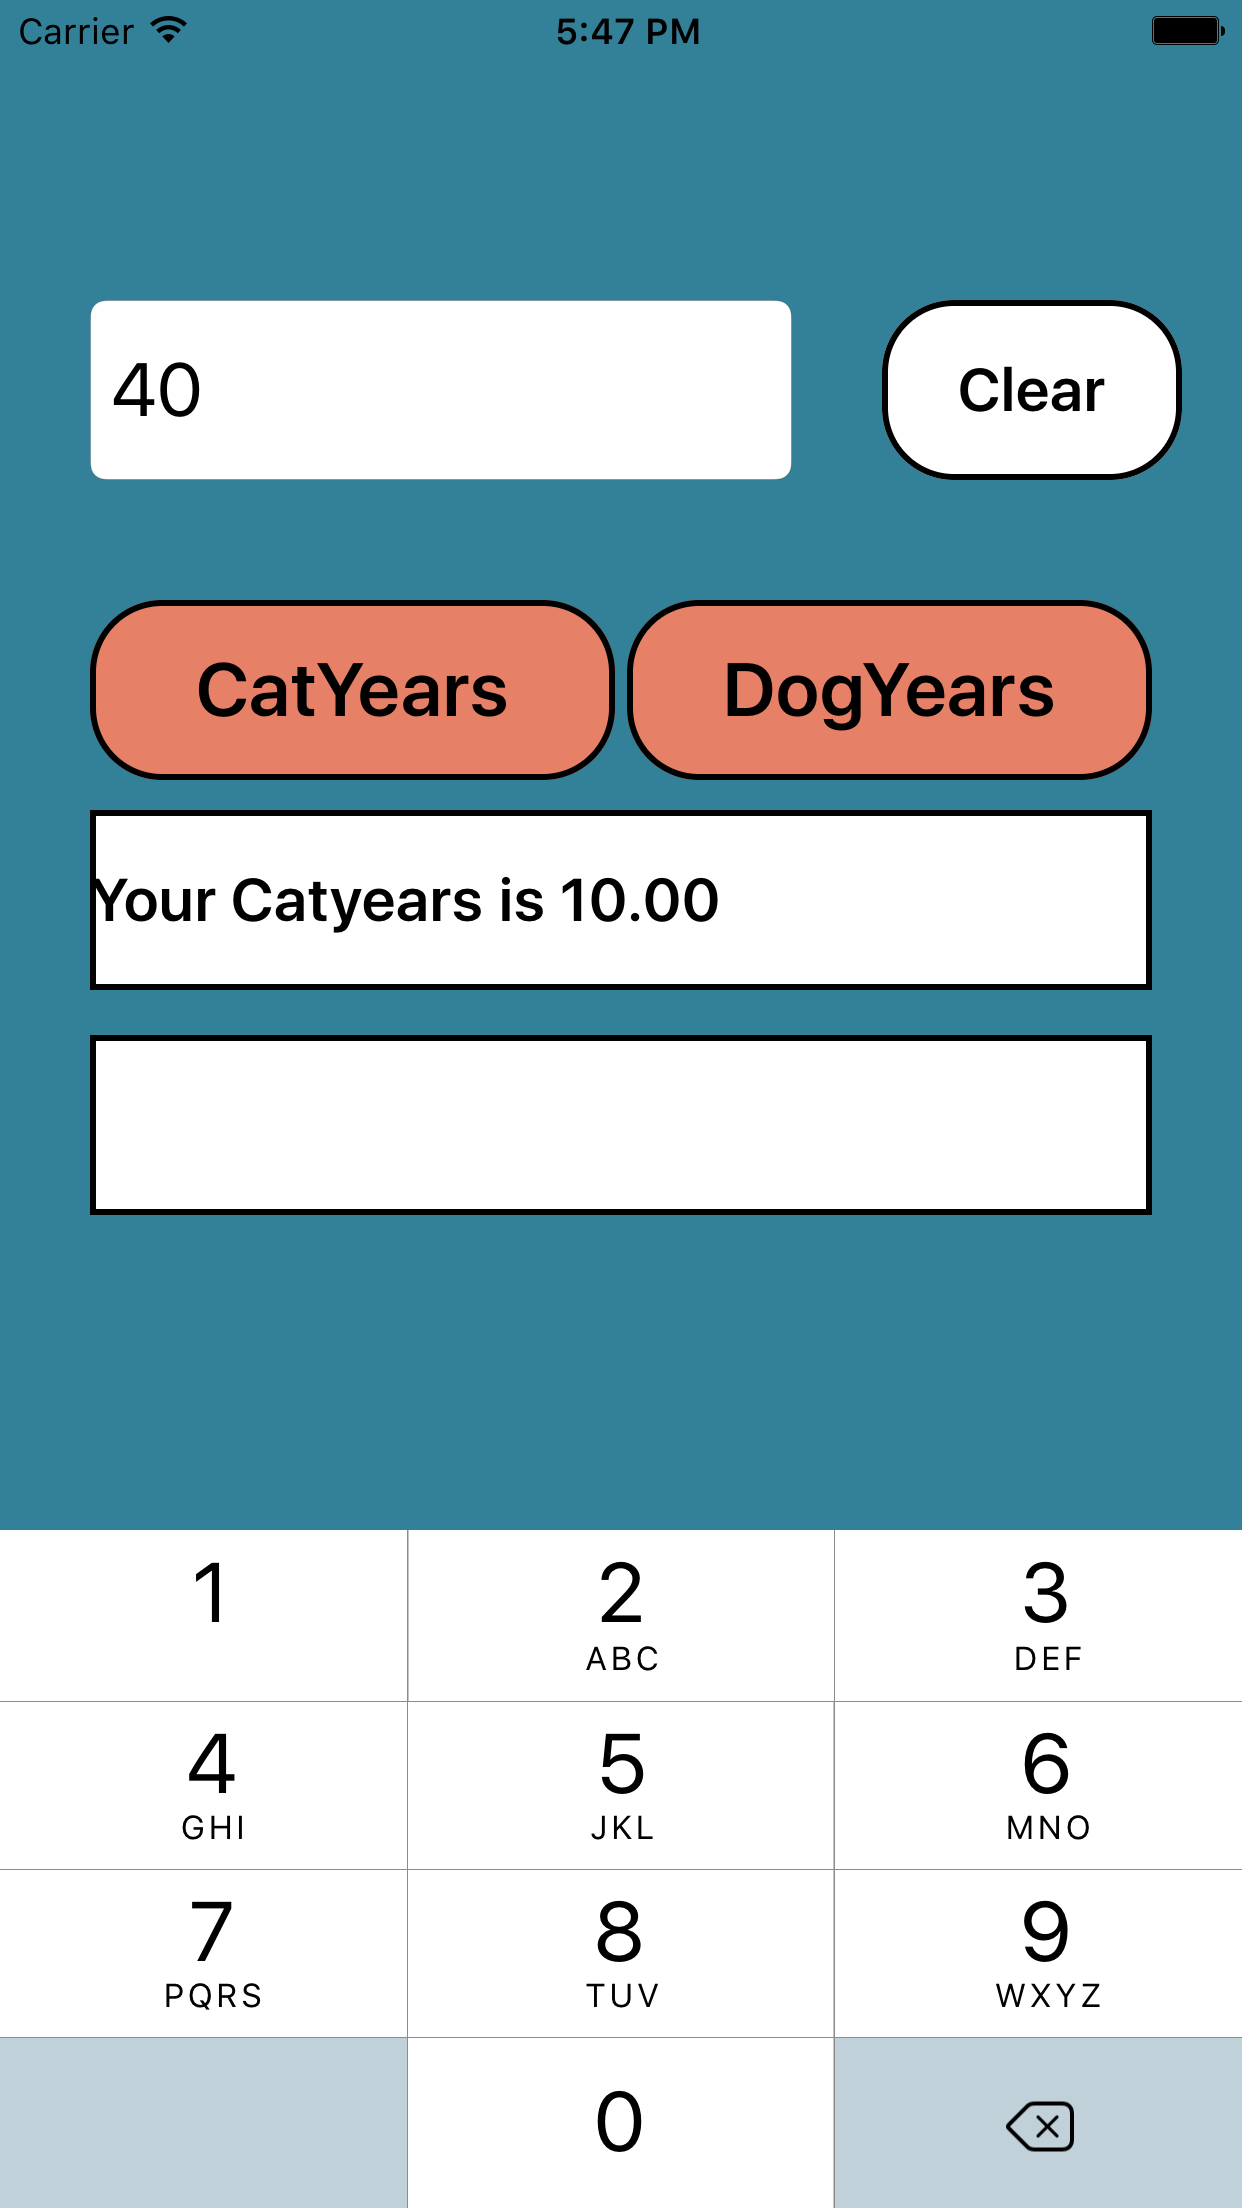 Carrier 5:47 PM
40 Clear
CatYears DogYears
Your Catyears is 10.00
1 2 3
ABC DEF
4 5 6
GHI JKL MNO
7 8 9
PQRS TUV WXYZ
0